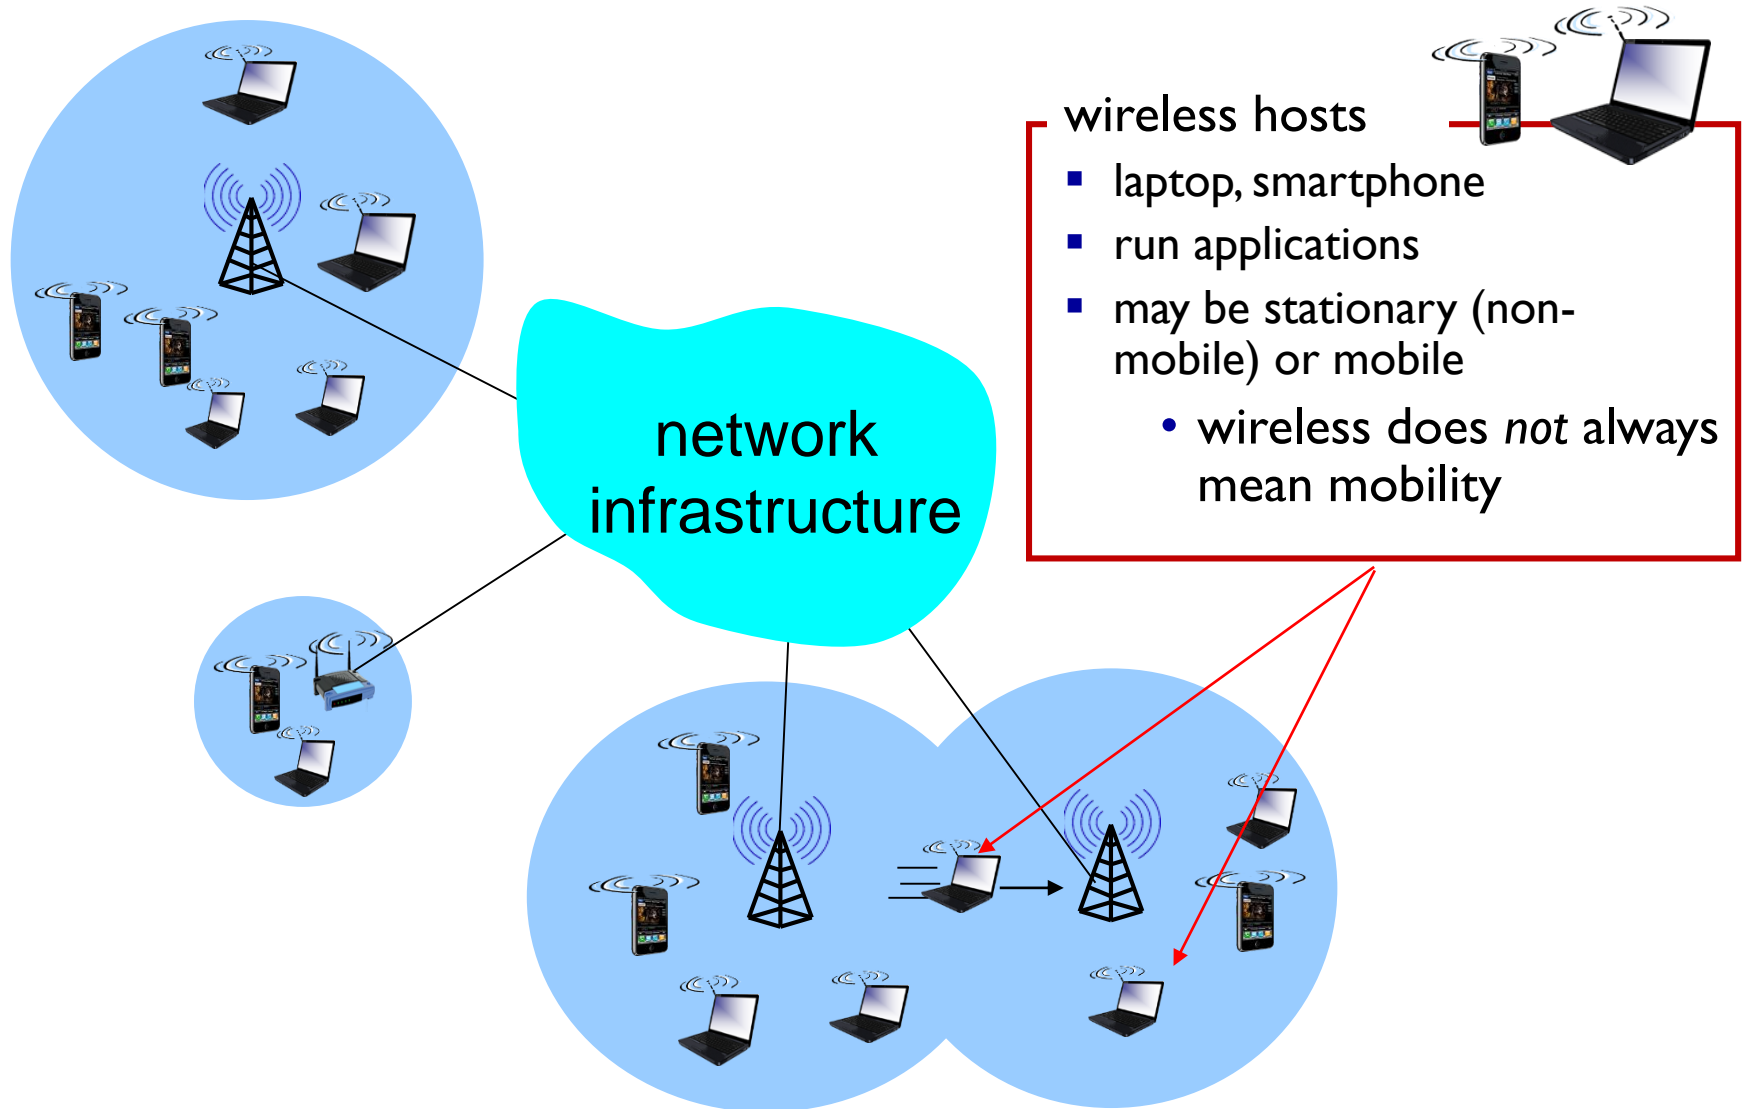 wireless hosts
laptop, smartphone
run applications
may be stationary (non-
mobile) or mobile
wireless does not always
mean mobility
network
infrastructure